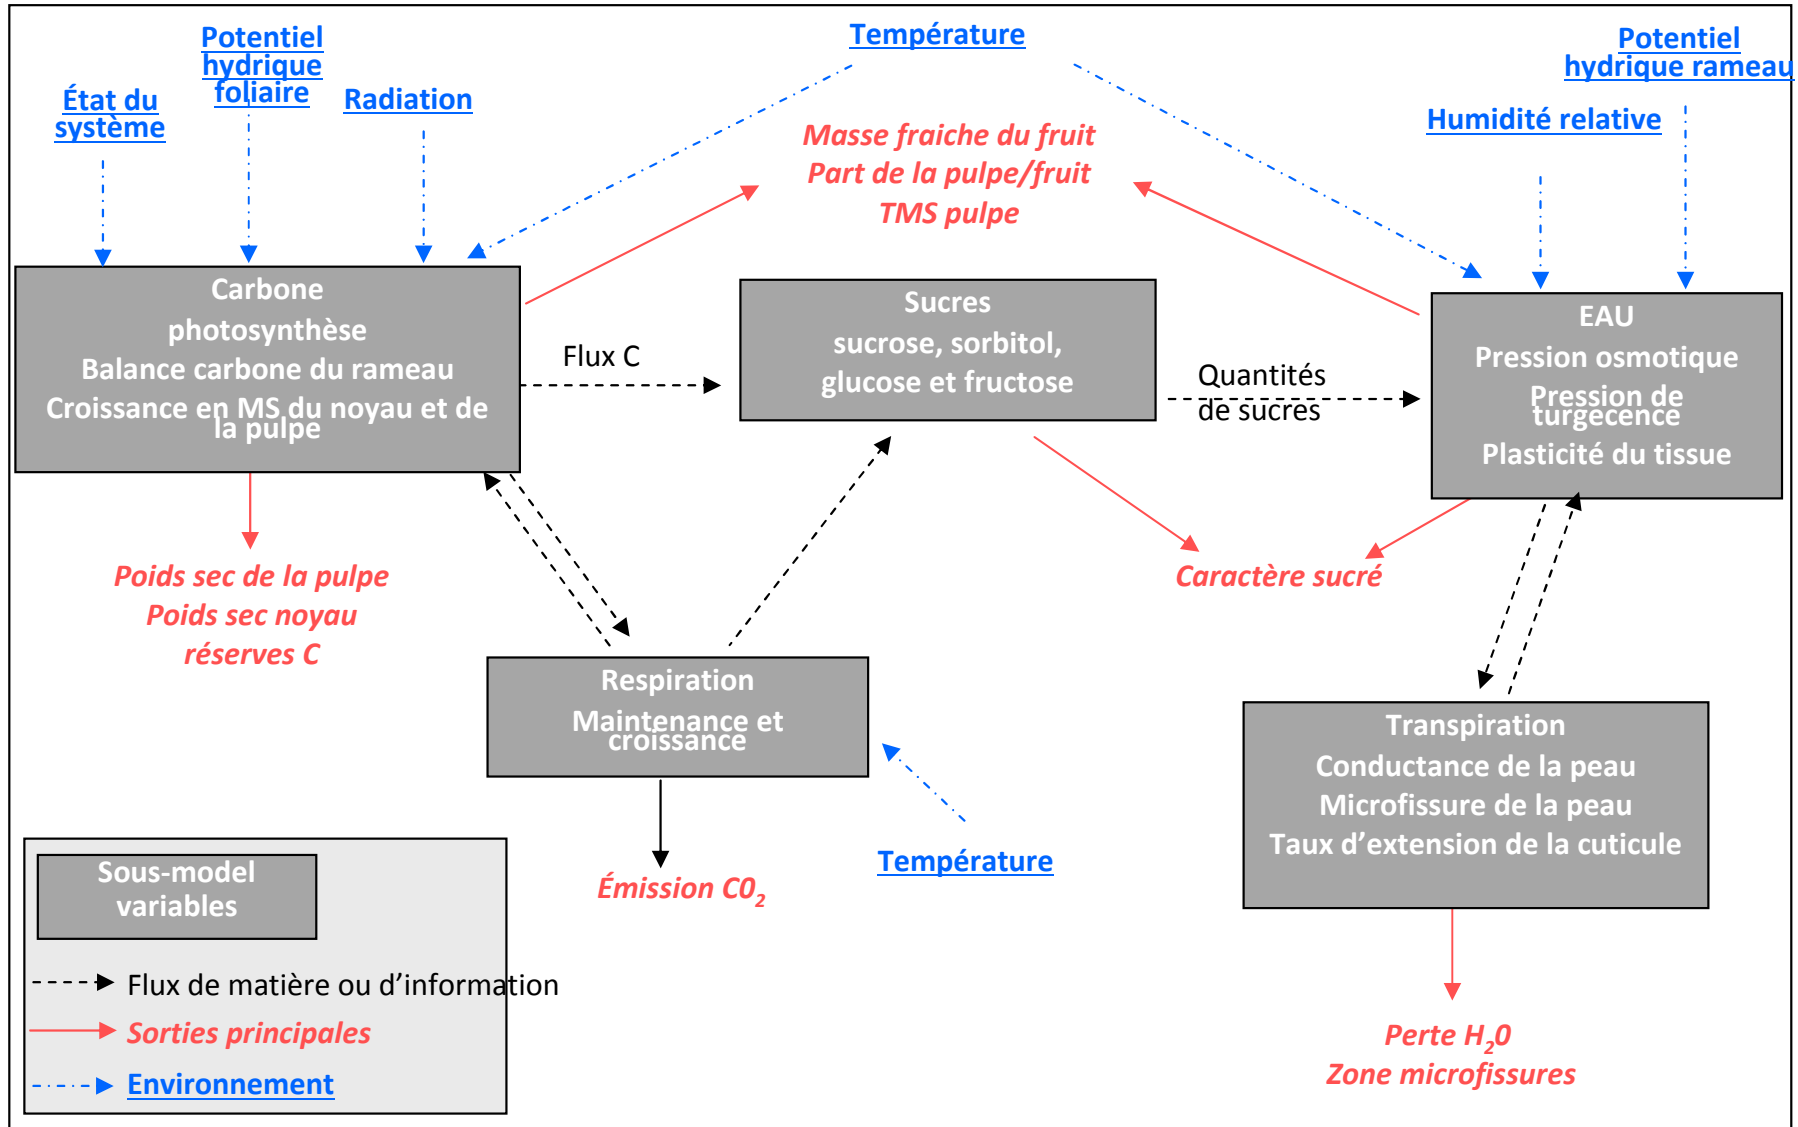 Potentiel
hydrique
foliaire
Température
Potentiel
hydrique rameau
État du
système
Radiation
Humidité relative
Masse fraiche du fruit
Part de la pulpe/fruit
TMS pulpe
Carbone
photosynthèse
Balance carbone du rameau
Croissance en MS du noyau et de
la pulpe
Flux C
Sucres
sucrose, sorbitol,
glucose et fructose
Quantités
de sucres
EAU
Pression osmotique
Pression de
turgecence
Plasticité du tissue
Poids sec de la pulpe
Poids sec noyau
réserves C
Caractère sucré
Respiration
Maintenance et
croissance
Transpiration
Conductance de la peau
Microfissure de la peau
Taux d’extension de la cuticule
Température
Émission C0₂
Sous-model
variables
Flux de matière ou d’information
Sorties principales
Environnement
Perte H₂0
Zone microfissures